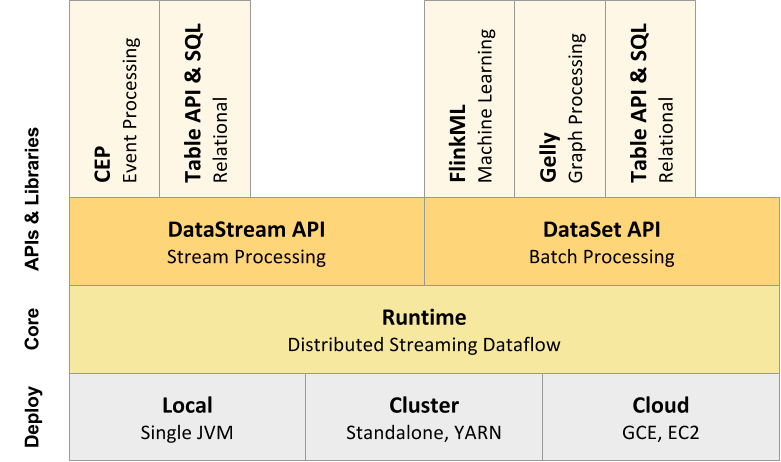 CEP
Event Processing
Table API & SQL
Relational
FlinkML
Machine Learning
Gelly
Graph Processing
Table API & SQL
Relational
APIs & Libraries
DataStream API
Stream Processing
DataSet API
Batch Processing
Core
Runtime
Distributed Streaming Dataflow
Deploy
Local
Single JVM
Cluster
Standalone, YARN
Cloud
GCE, EC2